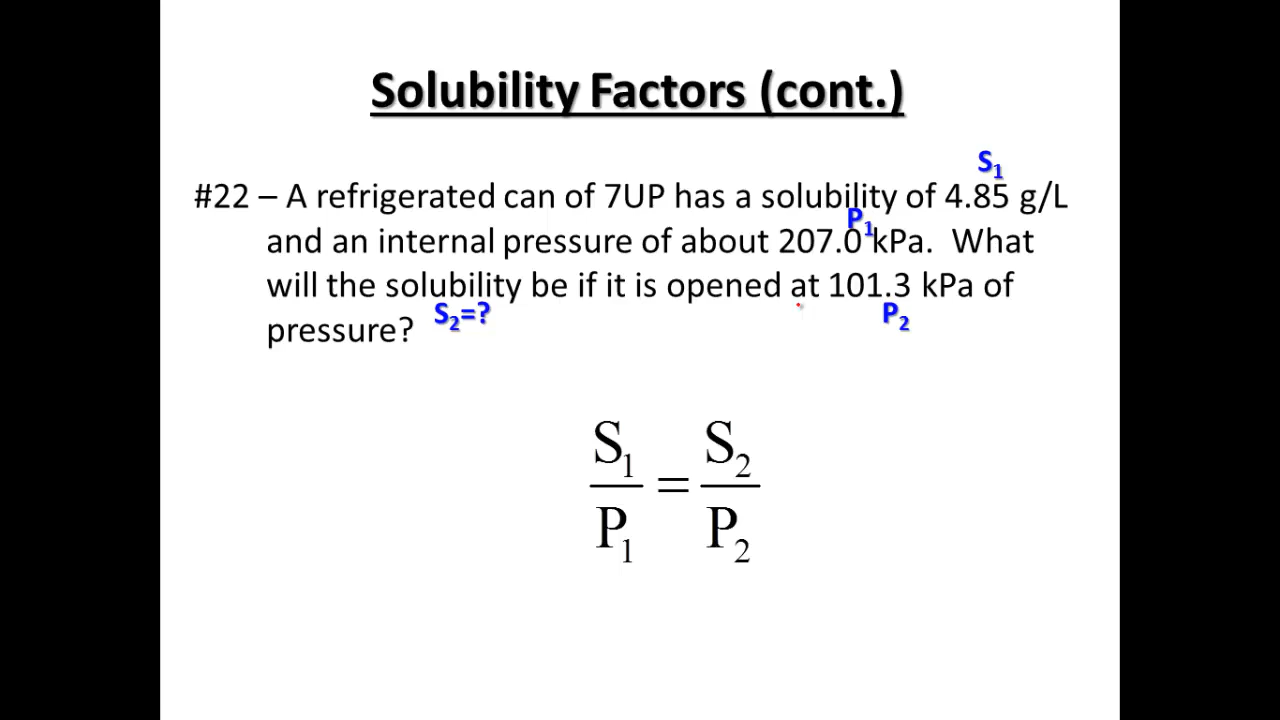 Solubility Factors (cont.)
S₁
#22 – A refrigerated can of 7UP has a solubility of 4.85 g/L
P₁
and an internal pressure of about 207.0 kPa. What
will the solubility be if it is opened at 101.3 kPa of
S₂=? P₂
pressure?
S₁ S₂
=
P₁ P₂